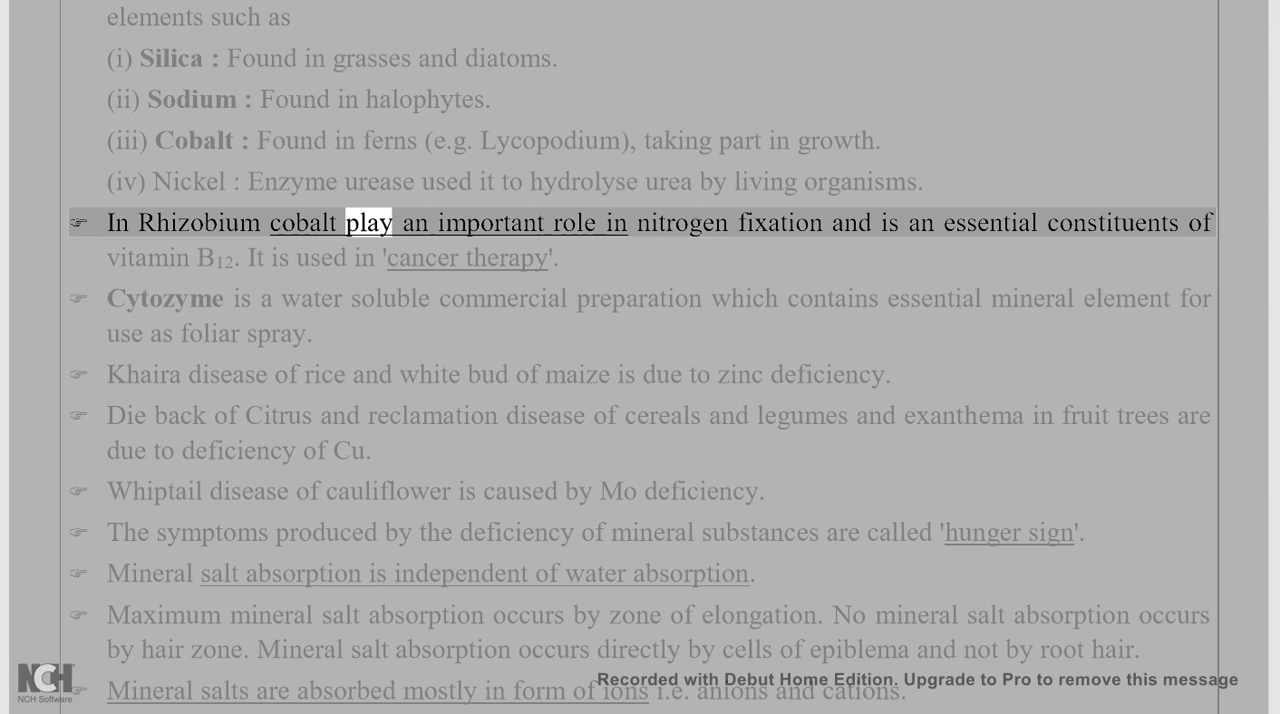 elements such as
(i) Silica : Found in grasses and diatoms.
(ii) Sodium : Found in halophytes.
(iii) Cobalt : Found in ferns (e.g. Lycopodium), taking part in growth.
(iv) Nickel : Enzyme urease used it to hydrolyse urea by living organisms.
☞ In Rhizobium cobalt play an important role in nitrogen fixation and is an essential constituents of
vitamin B₁₂. It is used in 'cancer therapy'.
☞ Cytozyme is a water soluble commercial preparation which contains essential mineral element for
use as foliar spray.
☞ Khaira disease of rice and white bud of maize is due to zinc deficiency.
☞ Die back of Citrus and reclamation disease of cereals and legumes and exanthema in fruit trees are
due to deficiency of Cu.
☞ Whiptail disease of cauliflower is caused by Mo deficiency.
☞ The symptoms produced by the deficiency of mineral substances are called 'hunger sign'.
☞ Mineral salt absorption is independent of water absorption.
☞ Maximum mineral salt absorption occurs by zone of elongation. No mineral salt absorption occurs
by hair zone. Mineral salt absorption occurs directly by cells of epiblema and not by root hair.
☞ Mineral salts are absorbed mostly in form of ions i.e. anions and cations.
NCH
NCH Software
Recorded with Debut Home Edition. Upgrade to Pro to remove this message